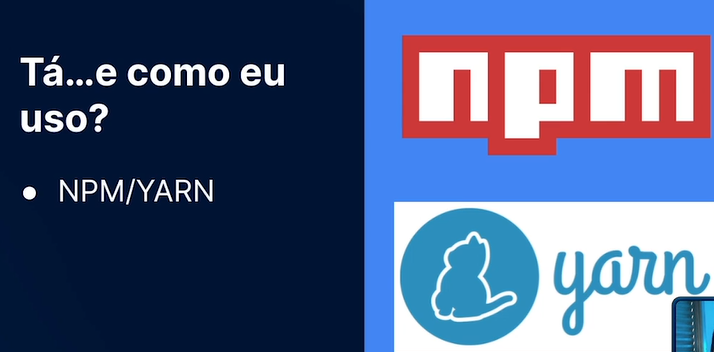 Tá...e como eu
uso?
● NPM/YARN
npm
yarn